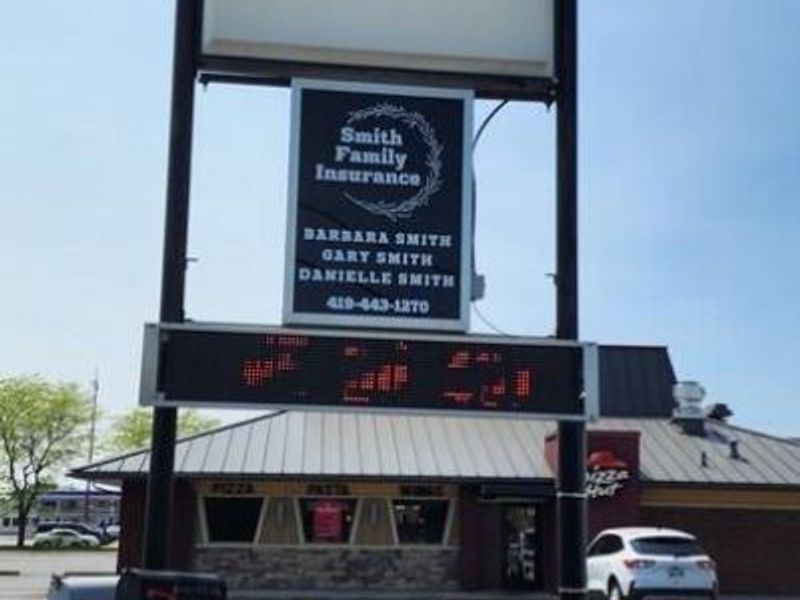 Smith
Family
Insurance
BARBARA SMITH
GARY SMITH
DANIELLE SMITH
419-443-1270
PIZZA
PASTA
WINGS
Pizza
Hut